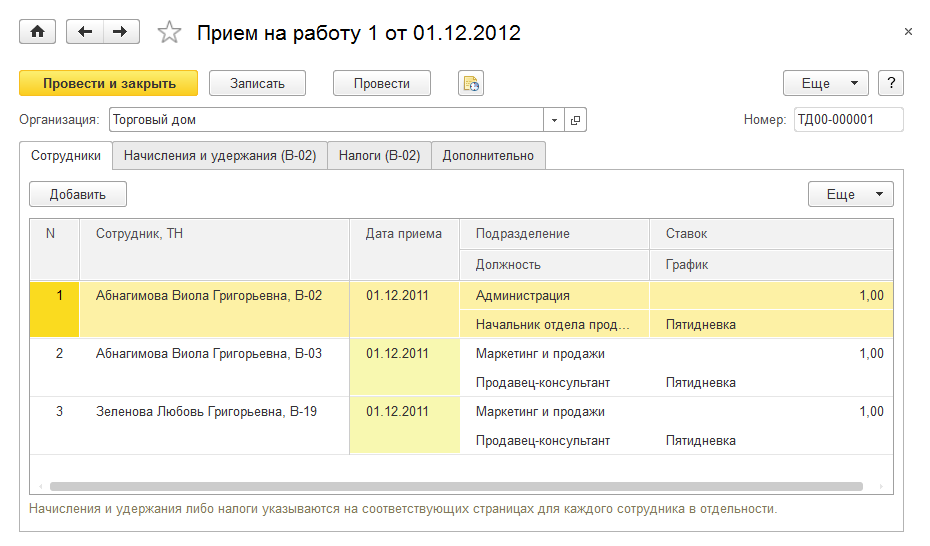 Прием на работу 1 от 01.12.2012
Провести и закрыть Записать Провести Еще ?
Организация: Торговый дом Номер: ТД00-000001
Сотрудники Начисления и удержания (В-02) Налоги (В-02) Дополнительно
Добавить Еще
N Сотрудник, ТН Дата приема Подразделение Ставок
Должность График
1 Абнагимова Виола Григорьевна, В-02 01.12.2011 Администрация 1,00
Начальник отдела прод... Пятидневка
2 Абнагимова Виола Григорьевна, В-03 01.12.2011 Маркетинг и продажи 1,00
Продавец-консультант Пятидневка
3 Зеленова Любовь Григорьевна, В-19 01.12.2011 Маркетинг и продажи 1,00
Продавец-консультант Пятидневка
Начисления и удержания либо налоги указываются на соответствующих страницах для каждого сотрудника в отдельности.